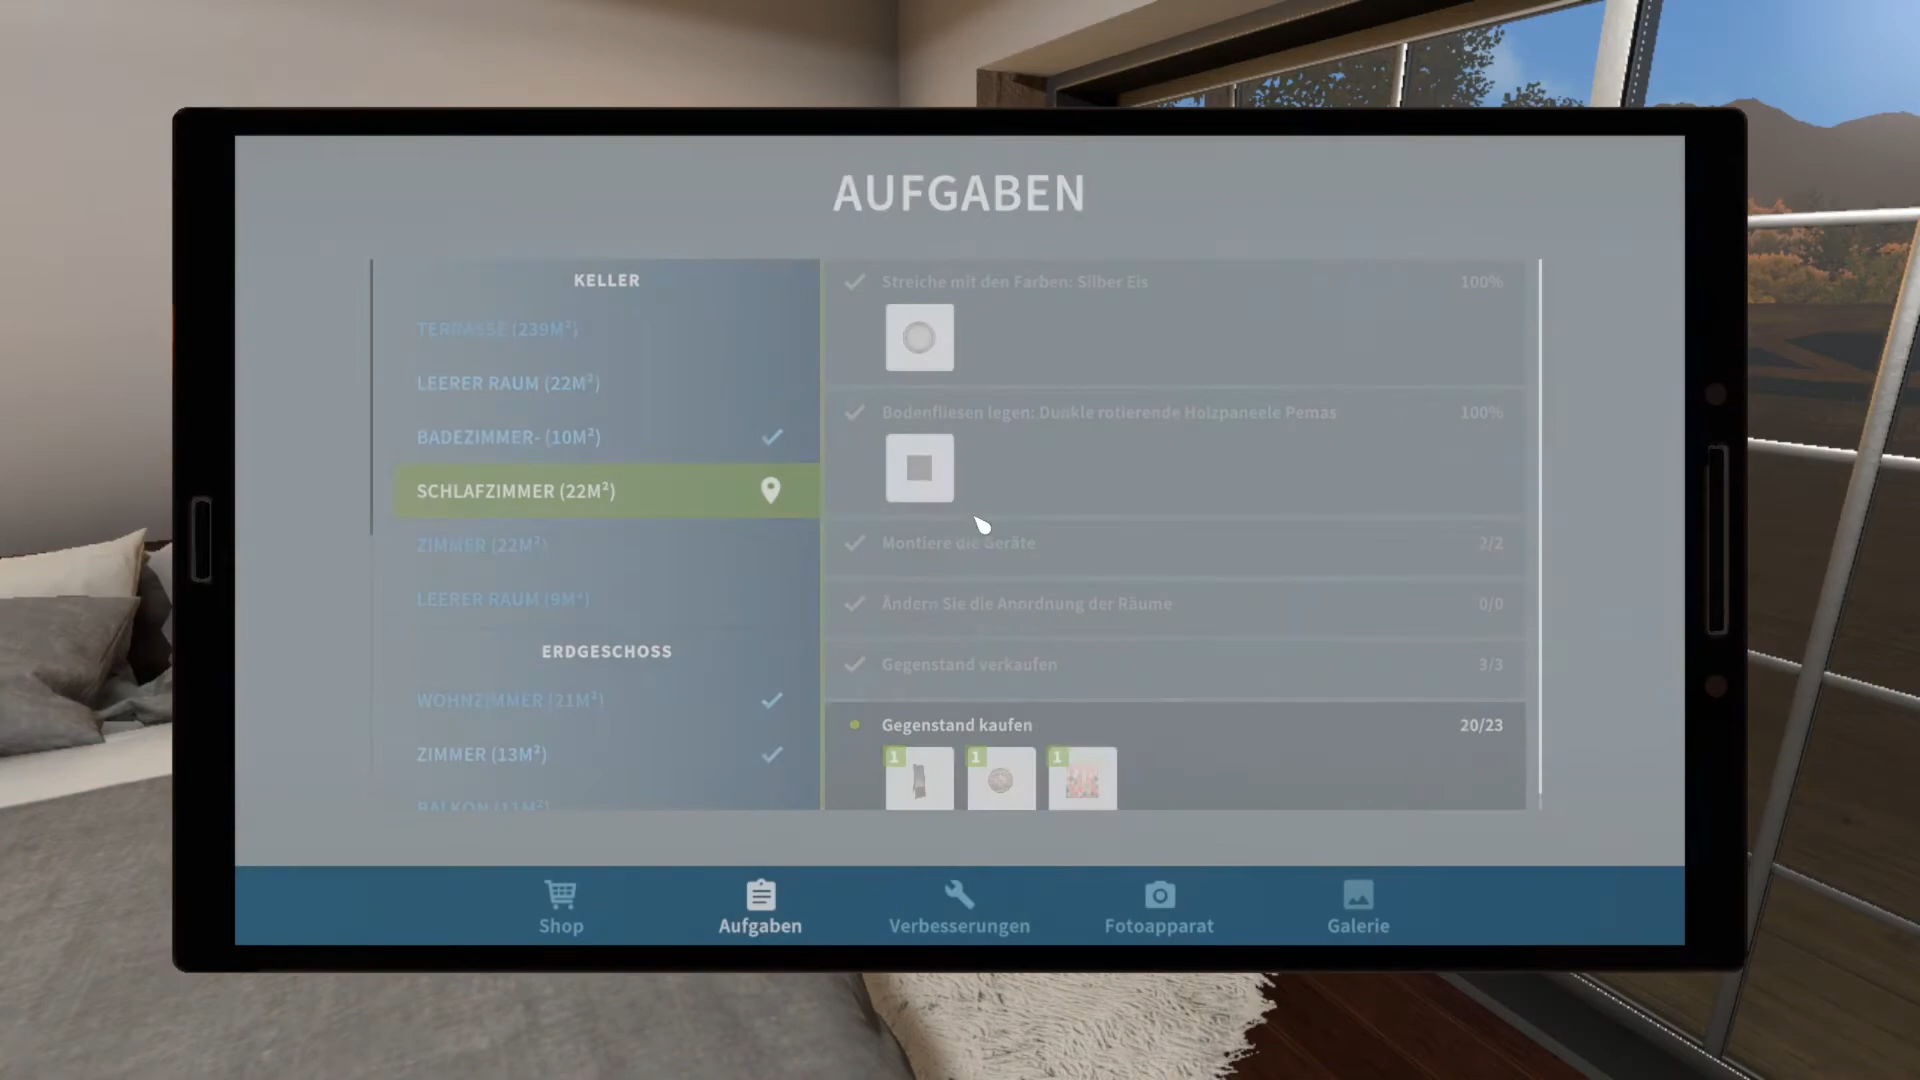 AUFGABEN
KELLER
TERRASSE (239M²)
LEERER RAUM (22M²)
BADEZIMMER- (10M²)
SCHLAFZIMMER (22M²)
ZIMMER (22M²)
LEERER RAUM (9M²)
ERDGESCHOSS
WOHNZIMMER (21M²)
ZIMMER (13M²)
BALKON (11M²)
Streiche mit den Farben: Silber Eis 100%
Bodenfliesen legen: Dunkle rotierende Holzpaneele Pemas 100%
Montiere die Geräte 2/2
Ändern Sie die Anordnung der Räume 0/0
Gegenstand verkaufen 3/3
Gegenstand kaufen 20/23
1 1 1
Shop Aufgaben Verbesserungen Fotoapparat Galerie